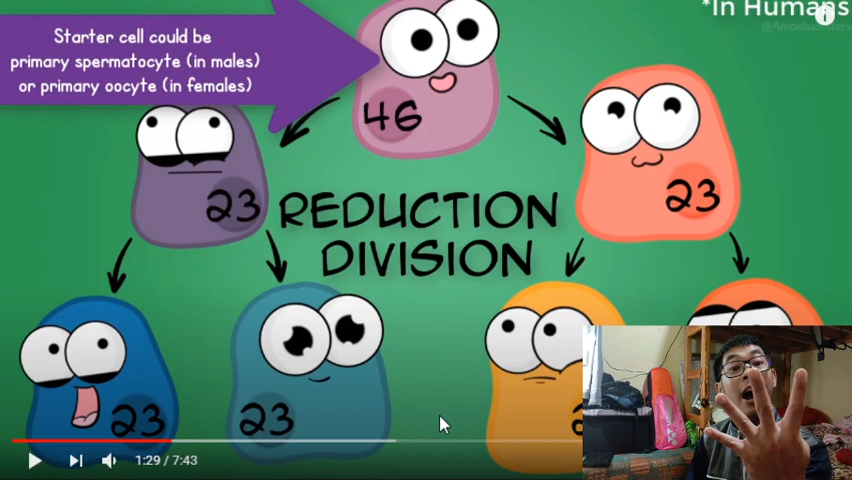 *In Humans
@AmoebaSisters
Starter cell could be
primary spermatocyte (in males)
or primary oocyte (in females)
46
23
23
REDUCTION
DIVISION
23
23
1:29 / 7:43